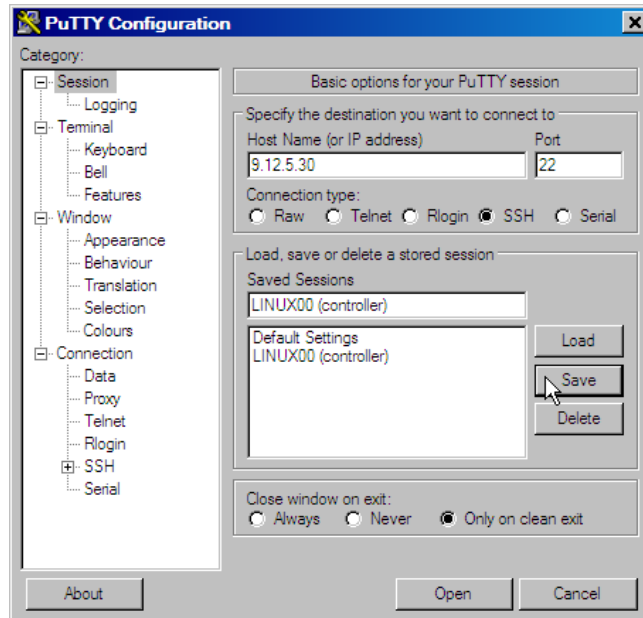 PuTTY Configuration
Category:
Session
Logging
Terminal
Keyboard
Bell
Features
Window
Appearance
Behaviour
Translation
Selection
Colours
Connection
Data
Proxy
Telnet
Rlogin
SSH
Serial
Basic options for your PuTTY session
Specify the destination you want to connect to
Host Name (or IP address) Port
9.12.5.30 22
Connection type:
Raw Telnet Rlogin SSH Serial
Load, save or delete a stored session
Saved Sessions
LINUX00 (controller)
Default Settings
LINUX00 (controller)
Load
Save
Delete
Close window on exit:
Always Never Only on clean exit
About Open Cancel